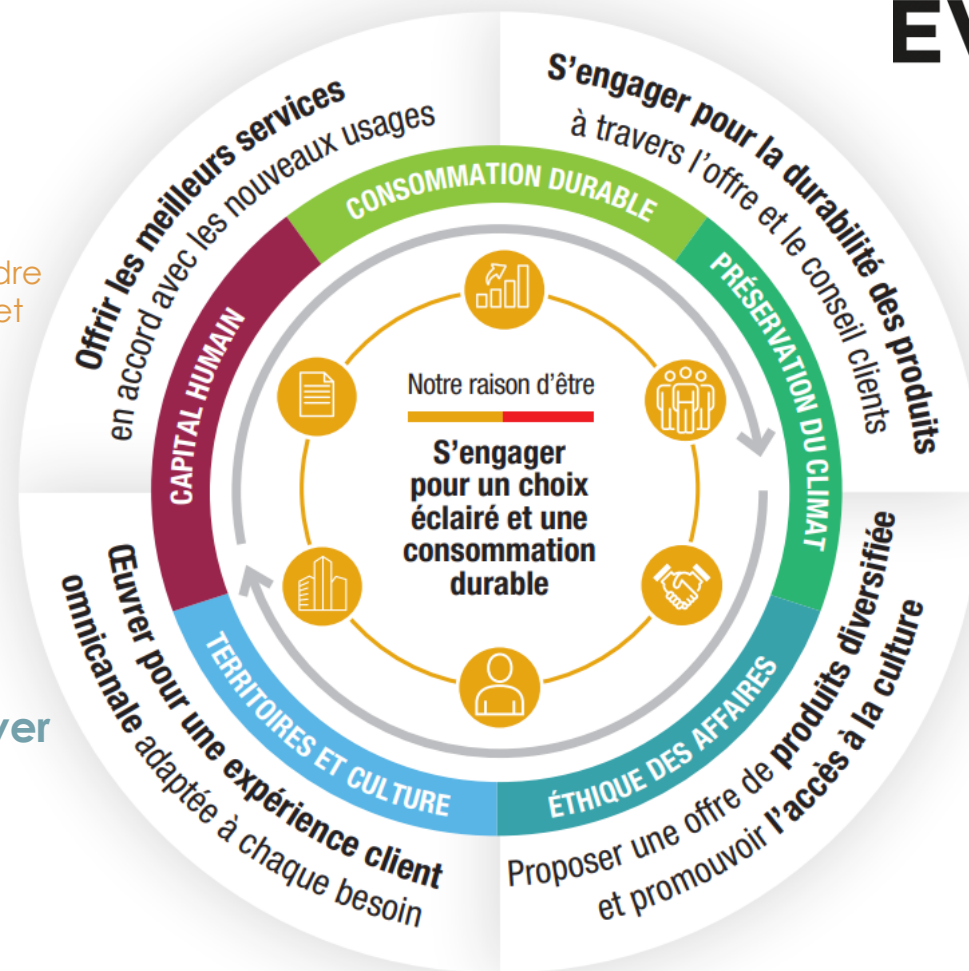 EV
Offrir les meilleurs services
en accord avec les nouveaux usages
S'engager pour la durabilité des produits
à travers l'offre et le conseil clients
CONSOMMATION DURABLE
PRÉSERVATION DU CLIMAT
CAPITAL HUMAIN
dre
et
Notre raison d'être
S'engager
pour un choix
éclairé et une
consommation
durable
TERRITOIRES ET CULTURE
ÉTHIQUE DES AFFAIRES
yer
Œuvrer pour une expérience client
omnicanale adaptée à chaque besoin
Proposer une offre de produits diversifiée
et promouvoir l'accès à la culture